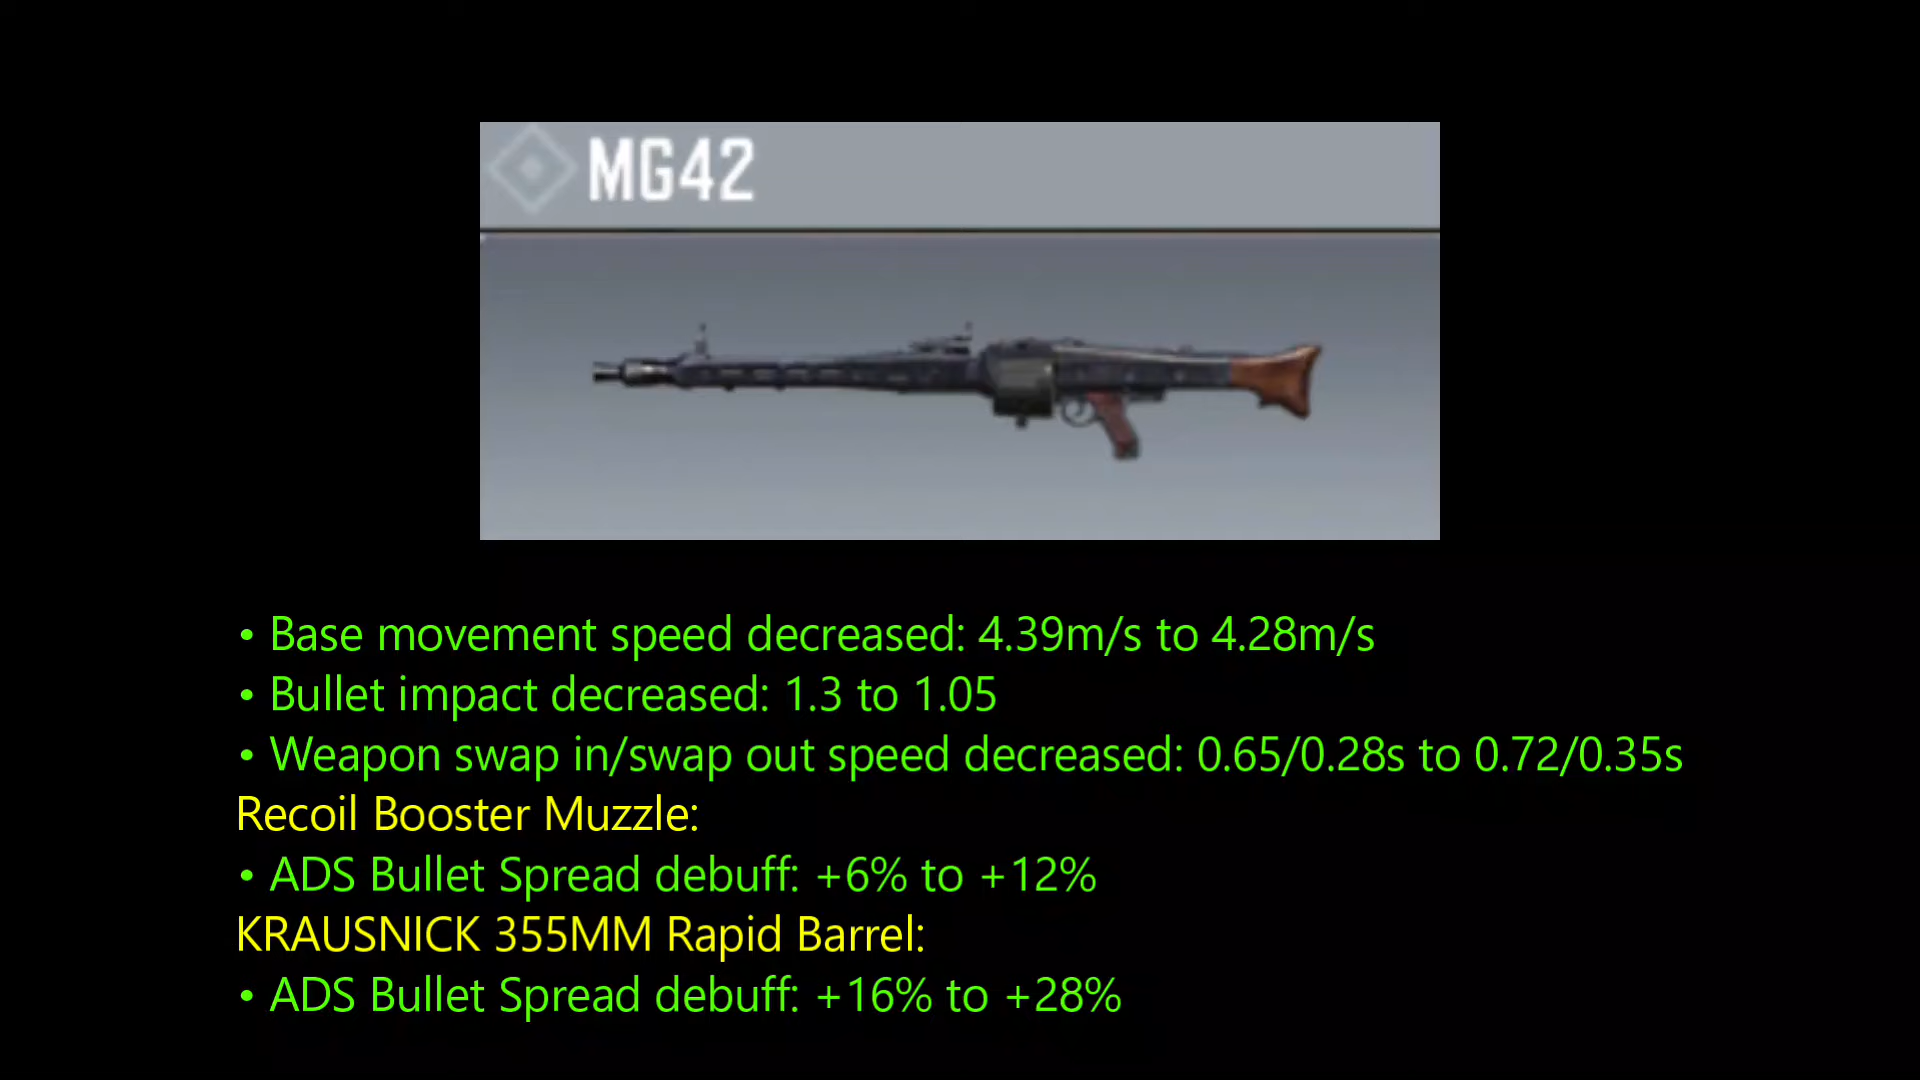 MG42
• Base movement speed decreased: 4.39m/s to 4.28m/s
• Bullet impact decreased: 1.3 to 1.05
• Weapon swap in/swap out speed decreased: 0.65/0.28s to 0.72/0.35s
Recoil Booster Muzzle:
• ADS Bullet Spread debuff: +6% to +12%
KRAUSNICK 355MM Rapid Barrel:
• ADS Bullet Spread debuff: +16% to +28%